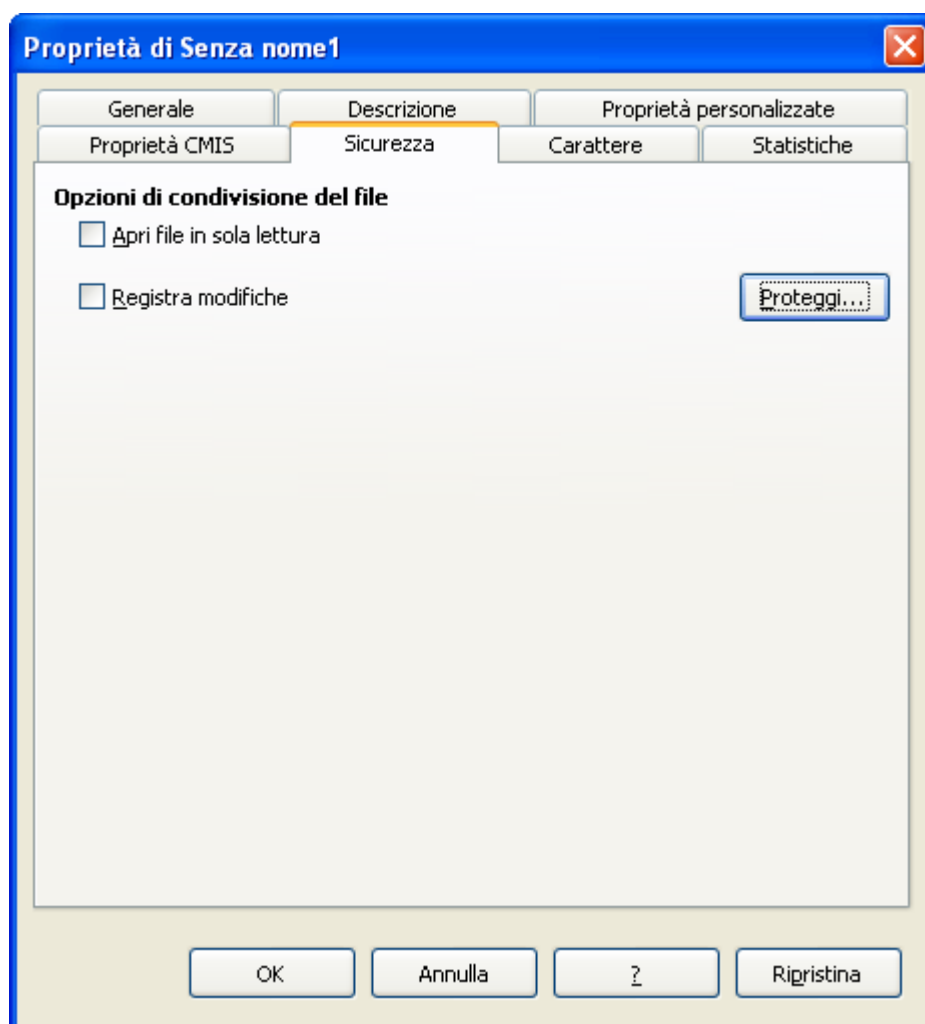 Proprietà di Senza nome1
Generale Descrizione Proprietà personalizzate
Proprietà CMIS Sicurezza Carattere Statistiche
Opzioni di condivisione del file
Apri file in sola lettura
Registra modifiche Proteggi...
OK Annulla ? Ripristina